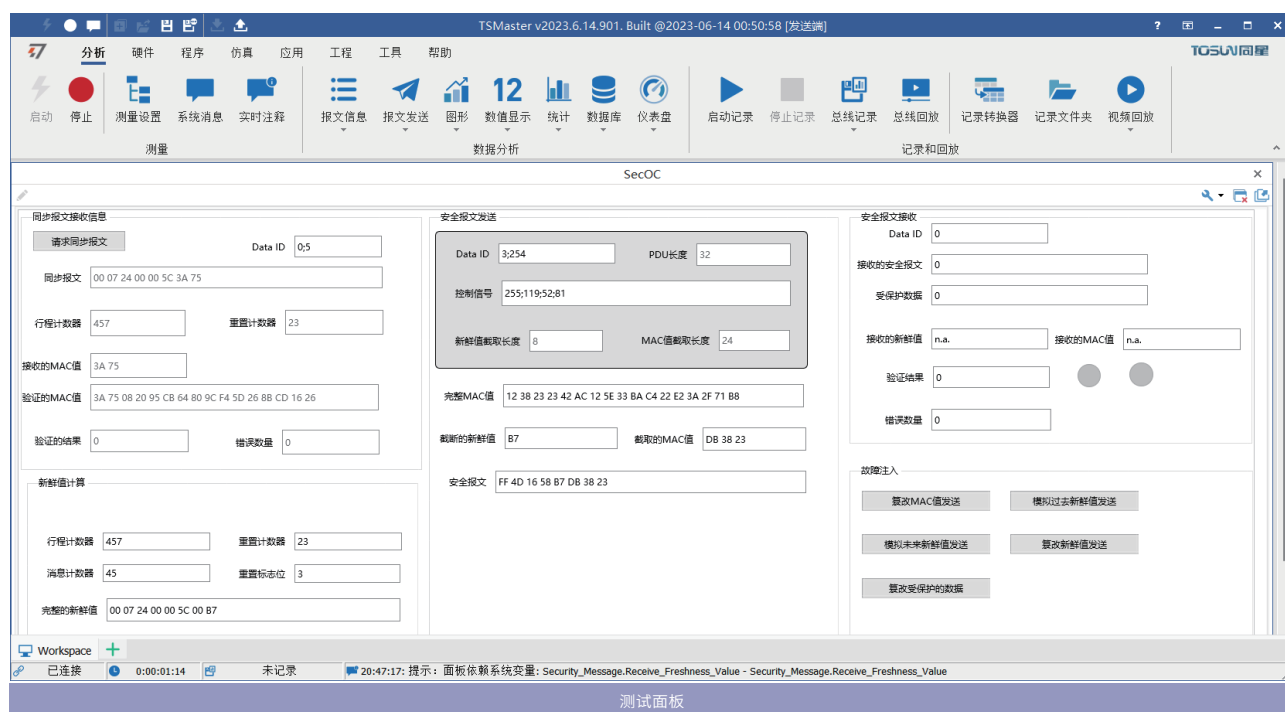 TSMaster v2023.6.14.901. Built @2023-06-14 00:50:58 [发送端]
分析 硬件 程序 仿真 应用 工程 工具 帮助
TOSUN同星
12
启动 停止 测量设置 系统消息 实时注释 报文信息 报文发送 图形 数值显示 统计 数据库 仪表盘 启动记录 停止记录 总线记录 总线回放 记录转换器 记录文件夹 视频回放
测量 数据分析 记录和回放
SecOC
同步报文接收信息
请求同步报文 Data ID 0;5
同步报文 00 07 24 00 00 5C 3A 75
行程计数器 457 重置计数器 23
接收的MAC值 3A 75
验证的MAC值 3A 75 08 20 95 CB 64 80 9C F4 5D 26 8B CD 16 26
验证的结果 0 错误数量 0
新鲜值计算
行程计数器 457 重置计数器 23
消息计数器 45 重置标志位 3
完整的新鲜值 00 07 24 00 00 5C 00 B7
安全报文发送
Data ID 3;254 PDU长度 32
控制信号 255;119;52;81
新鲜值截取长度 8 MAC值截取长度 24
完整MAC值 12 38 23 23 42 AC 12 5E 33 BA C4 22 E2 3A 2F 71 B8
截断的新鲜值 B7 截取的MAC值 DB 38 23
安全报文 FF 4D 16 58 B7 DB 38 23
安全报文接收
Data ID 0
接收的安全报文 0
受保护数据 0
接收的新鲜值 n.a. 接收的MAC值 n.a.
验证结果 0
错误数量 0
故障注入
篡改MAC值发送 模拟过去新鲜值发送
模拟未来新鲜值发送 篡改新鲜值发送
篡改受保护的数据
Workspace
已连接 0:00:01:14 未记录 20:47:17: 提示: 面板依赖系统变量: Security_Message.Receive_Freshness_Value - Security_Message.Receive_Freshness_Value
测试面板